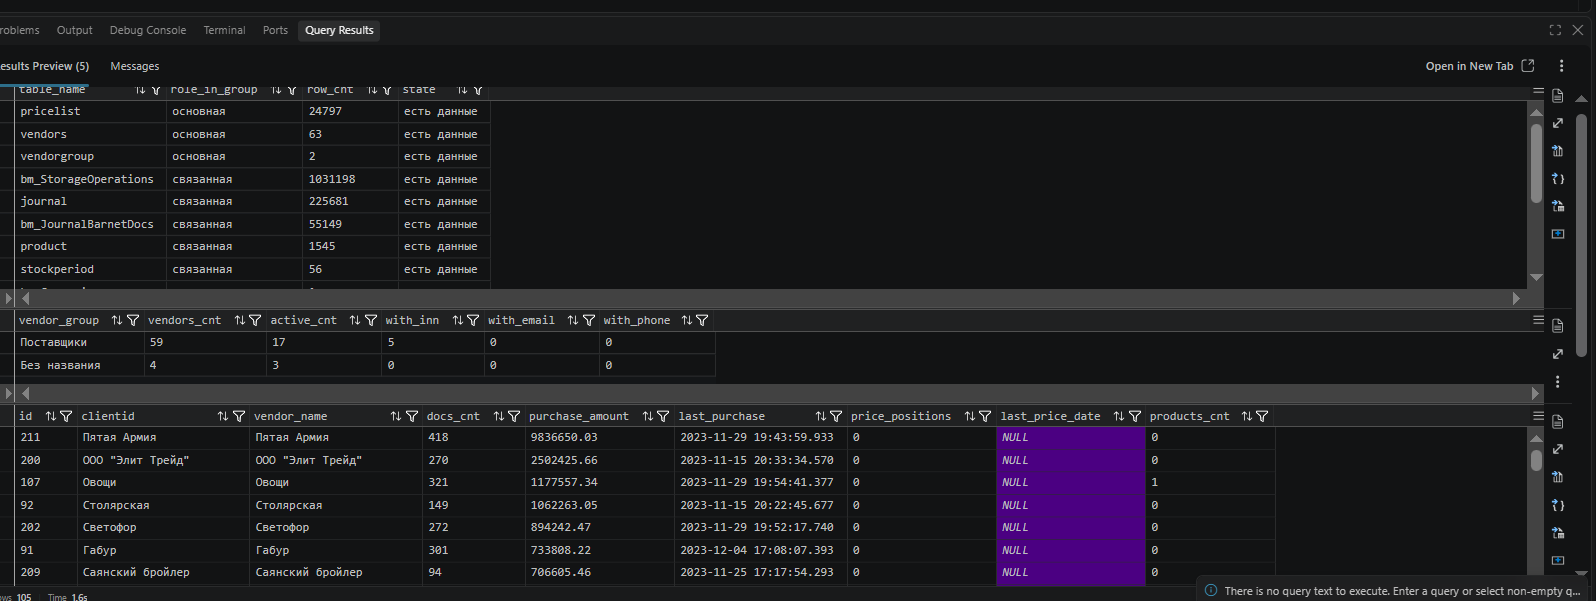 roblems Output Debug Console Terminal Ports Query Results
esults Preview (5) Messages Open in New Tab
table_name role_in_group row_cnt state
pricelist основная 24797 есть данные
vendors основная 63 есть данные
vendorgroup основная 2 есть данные
bm_StorageOperations связанная 1031198 есть данные
journal связанная 225681 есть данные
bm_JournalBarnetDocs связанная 55149 есть данные
product связанная 1545 есть данные
stockperiod связанная 56 есть данные
vendor_group vendors_cnt active_cnt with_inn with_email with_phone
Поставщики 59 17 5 0 0
Без названия 4 3 0 0 0
id clientid vendor_name docs_cnt purchase_amount last_purchase price_positions last_price_date products_cnt
211 Пятая Армия Пятая Армия 418 9836650.03 2023-11-29 19:43:59.933 0 NULL 0
200 ООО "Элит Трейд" ООО "Элит Трейд" 270 2502425.66 2023-11-15 20:33:34.570 0 NULL 0
107 Овощи Овощи 321 1177557.34 2023-11-29 19:54:41.377 0 NULL 1
92 Столярская Столярская 149 1062263.05 2023-11-15 20:22:45.677 0 NULL 0
202 Светофор Светофор 272 894242.47 2023-11-29 19:52:17.740 0 NULL 0
91 Габур Габур 301 733808.22 2023-12-04 17:08:07.393 0 NULL 0
209 Саянский бройлер Саянский бройлер 94 706605.46 2023-11-25 17:17:54.293 0 NULL 0
ows 105 Time 1.6s
There is no query text to execute. Enter a query or select non-empty q...